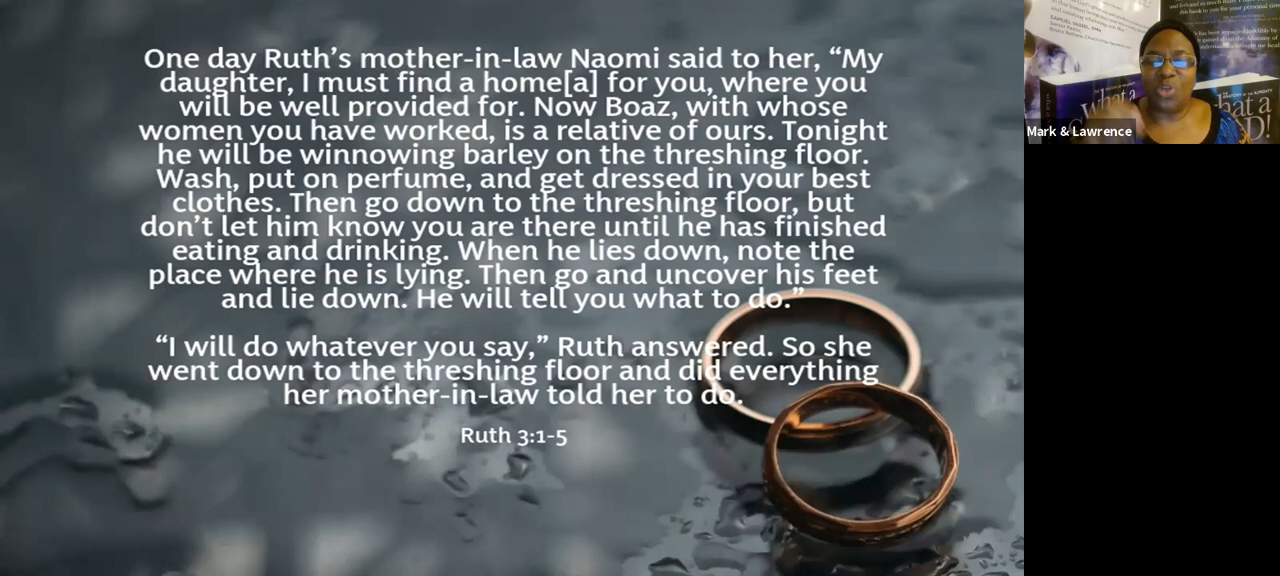 One day Ruth’s mother-in-law Naomi said to her, “My
daughter, I must find a home[a] for you, where you
will be well provided for. Now Boaz, with whose
women you have worked, is a relative of ours. Tonight
he will be winnowing barley on the threshing floor.
Wash, put on perfume, and get dressed in your best
clothes. Then go down to the threshing floor, but
don’t let him know you are there until he has finished
eating and drinking. When he lies down, note the
place where he is lying. Then go and uncover his feet
and lie down. He will tell you what to do.”
“I will do whatever you say,” Ruth answered. So she
went down to the threshing floor and did everything
her mother-in-law told her to do.
Ruth 3:1-5
what a
hat a
D!
Mark & Lawrence